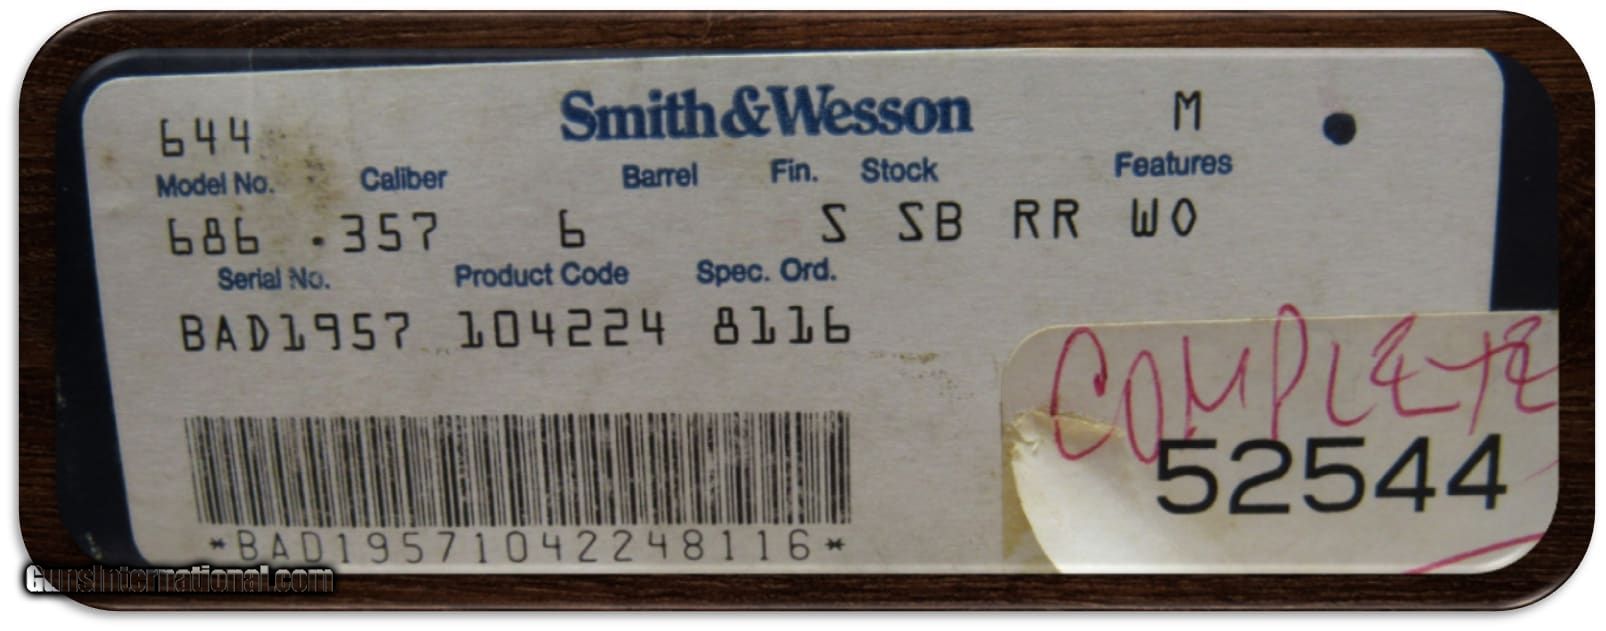 Smith&Wesson
644 M
Model No. Caliber Barrel Fin. Stock Features
686 .357 6 S SB RR WO
Serial No. Product Code Spec. Ord.
BAD1957 104224 8116
COMPLETE
52544
*BAD19571042248116*
GunsInternational.com